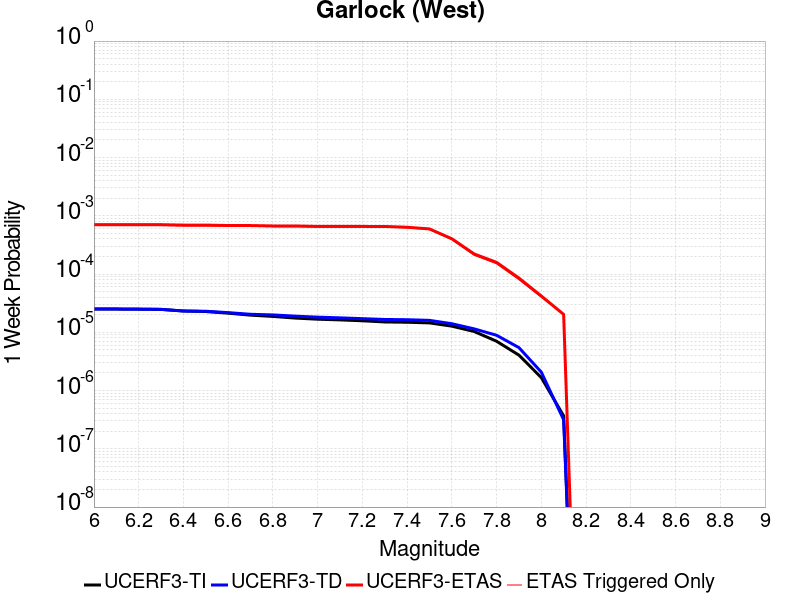 Garlock (West)
10^0
10^-1
10^-2
10^-3
10^-4
10^-5
10^-6
10^-7
10^-8
1 Week Probability
6 6.2 6.4 6.6 6.8 7 7.2 7.4 7.6 7.8 8 8.2 8.4 8.6 8.8 9
Magnitude
UCERF3-TI UCERF3-TD UCERF3-ETAS ETAS Triggered Only